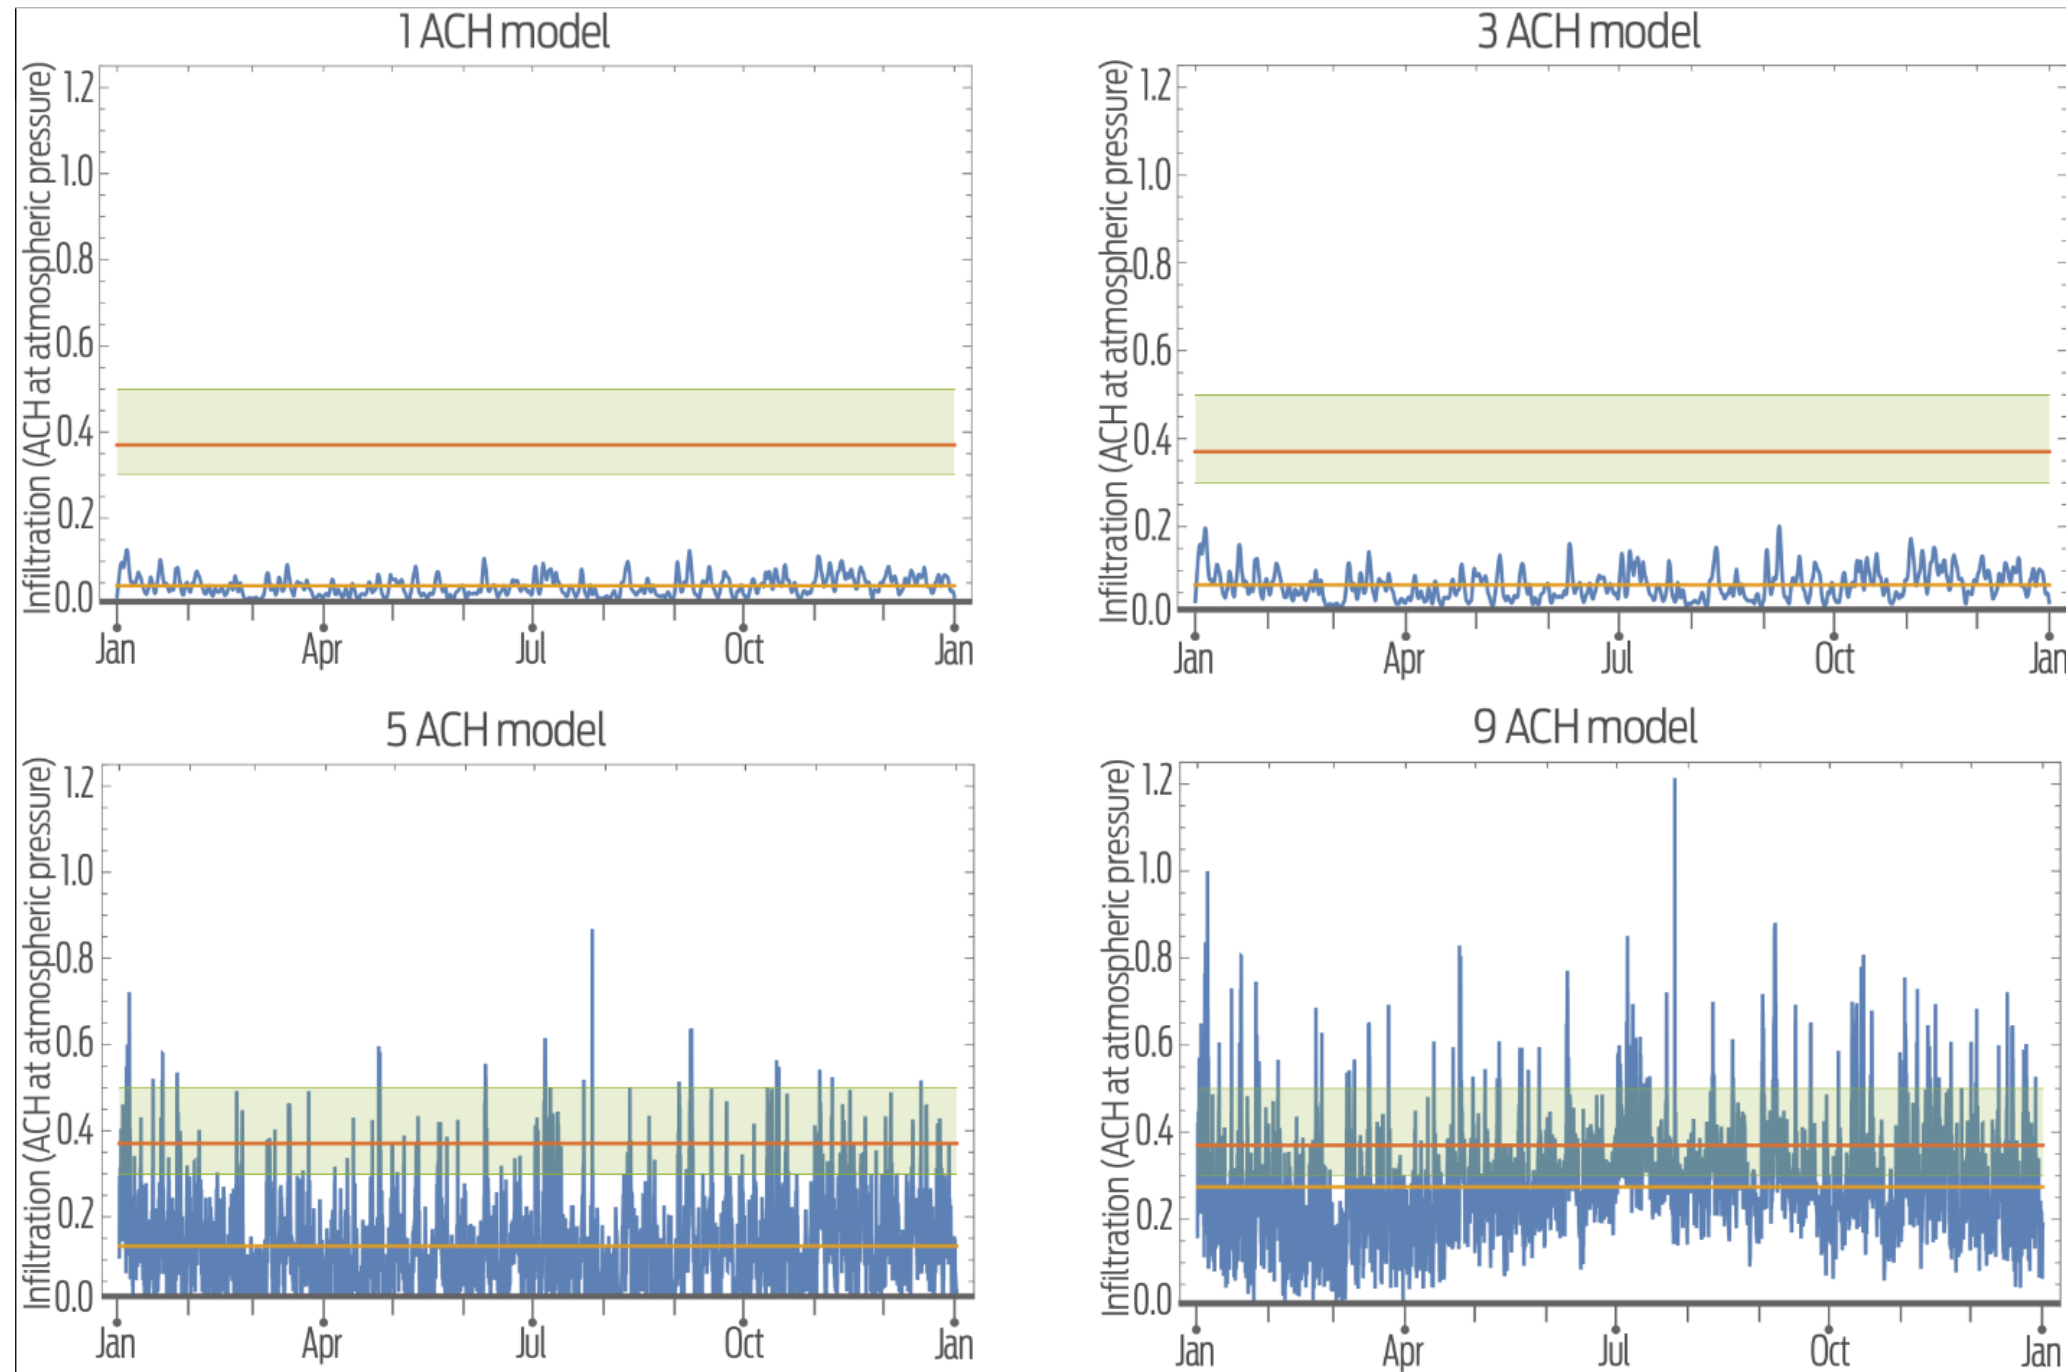 1 ACH model
Infiltration (ACH at atmospheric pressure)
1.2
1.0
0.8
0.6
0.4
0.2
0.0
Jan Apr Jul Oct Jan
3 ACH model
Infiltration (ACH at atmospheric pressure)
1.2
1.0
0.8
0.6
0.4
0.2
0.0
Jan Apr Jul Oct Jan
5 ACH model
Infiltration (ACH at atmospheric pressure)
1.2
1.0
0.8
0.6
0.4
0.2
0.0
Jan Apr Jul Oct Jan
9 ACH model
Infiltration (ACH at atmospheric pressure)
1.2
1.0
0.8
0.6
0.4
0.2
0.0
Jan Apr Jul Oct Jan